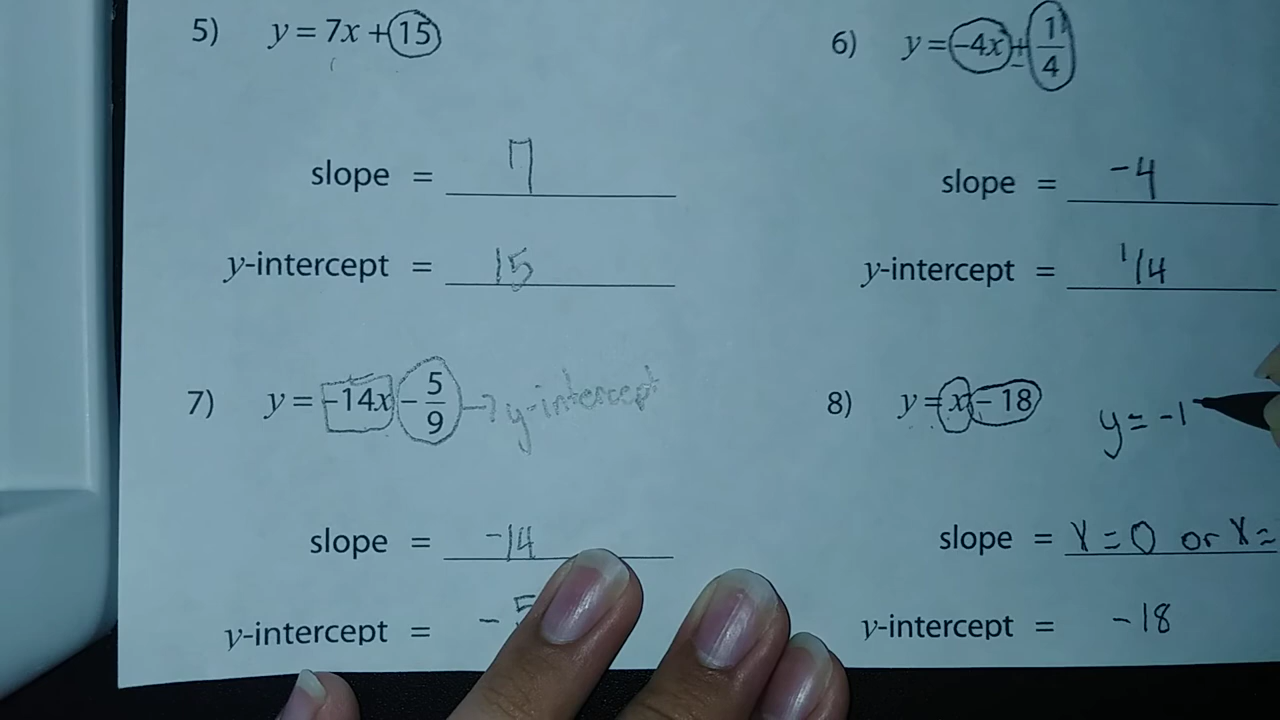 5) y = 7x + 15
slope = 7
y-intercept = 15
6) y = -4x + 1/4
slope = -4
y-intercept = 1/4
7) y = -14x - 5/9 → y-intercept
slope = -14
y-intercept = -5
8) y = x - 18
y = -1
slope = x=0 or x=
y-intercept = -18